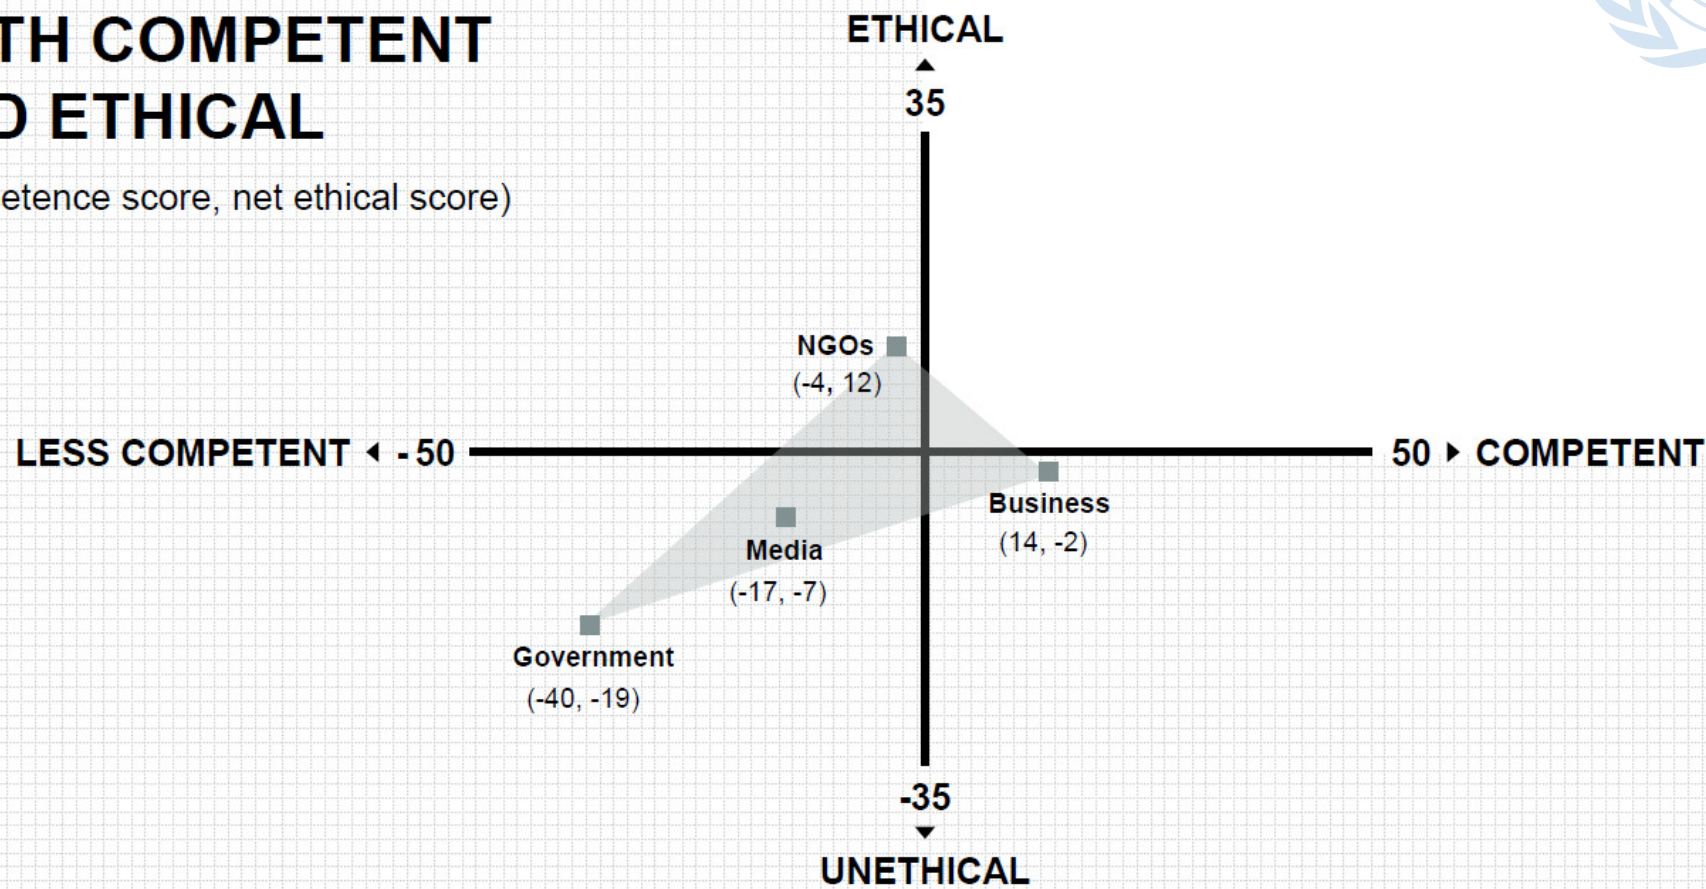 TH COMPETENT
D ETHICAL
etence score, net ethical score)
ETHICAL
35
NGOs
(-4, 12)
LESS COMPETENT
- 50
50
COMPETENT
Business
(14, -2)
Media
(-17, -7)
Government
(-40, -19)
-35
UNETHICAL